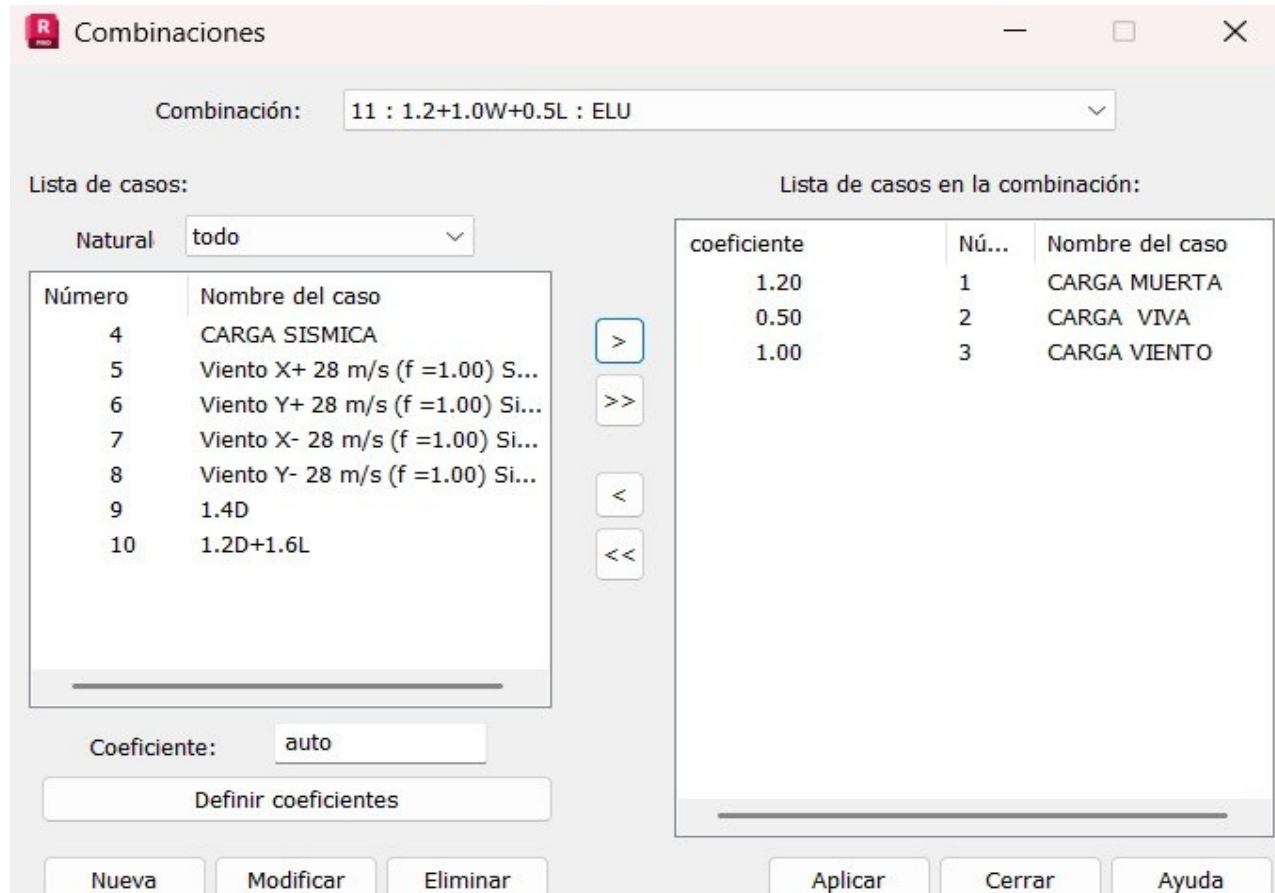 R
PRO
Combinaciones
Combinación: 11 : 1.2+1.0W+0.5L : ELU
Lista de casos:
Natural todo
Número Nombre del caso
4 CARGA SISMICA
5 Viento X+ 28 m/s (f =1.00) S...
6 Viento Y+ 28 m/s (f =1.00) Si...
7 Viento X- 28 m/s (f =1.00) Si...
8 Viento Y- 28 m/s (f =1.00) Si...
9 1.4D
10 1.2D+1.6L
Coeficiente: auto
Definir coeficientes
Nueva Modificar Eliminar
>
>>
<
<<
Lista de casos en la combinación:
coeficiente Nú... Nombre del caso
1.20 1 CARGA MUERTA
0.50 2 CARGA VIVA
1.00 3 CARGA VIENTO
Aplicar Cerrar Ayuda